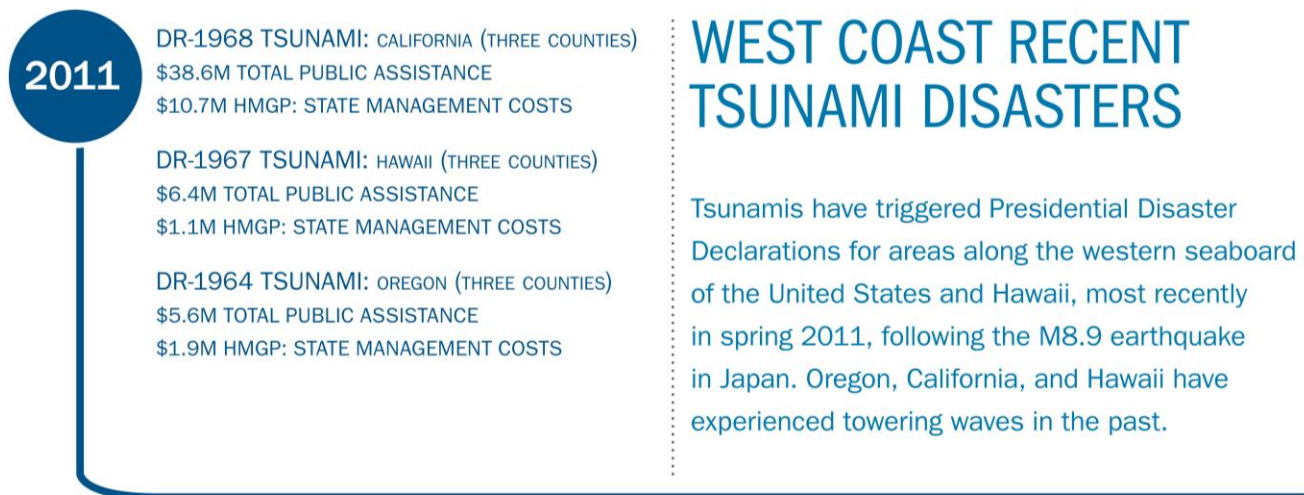 2011
DR-1968 TSUNAMI: CALIFORNIA (THREE COUNTIES)
$38.6M TOTAL PUBLIC ASSISTANCE
$10.7M HMGP: STATE MANAGEMENT COSTS
DR-1967 TSUNAMI: HAWAII (THREE COUNTIES)
$6.4M TOTAL PUBLIC ASSISTANCE
$1.1M HMGP: STATE MANAGEMENT COSTS
DR-1964 TSUNAMI: OREGON (THREE COUNTIES)
$5.6M TOTAL PUBLIC ASSISTANCE
$1.9M HMGP: STATE MANAGEMENT COSTS
WEST COAST RECENT
TSUNAMI DISASTERS
Tsunamis have triggered Presidential Disaster
Declarations for areas along the western seaboard
of the United States and Hawaii, most recently
in spring 2011, following the M8.9 earthquake
in Japan. Oregon, California, and Hawaii have
experienced towering waves in the past.